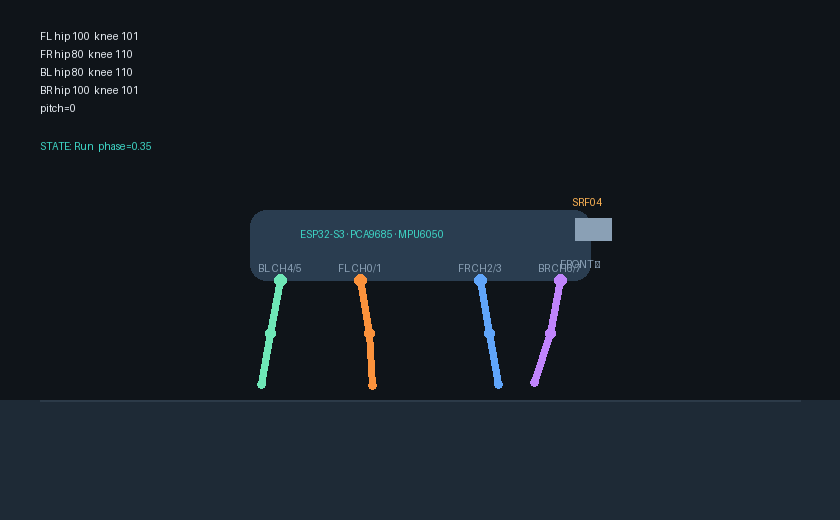 FL hip 100 knee 101
FR hip 80 knee 110
BL hip 80 knee 110
BR hip 100 knee 101
pitch=0
STATE: Run phase=0.35
SRF04
ESP32-S3·PCA9685·MPU6050
BL CH4/5
FL CH0/1
FR CH2/3
BR CH6/7
FRONT